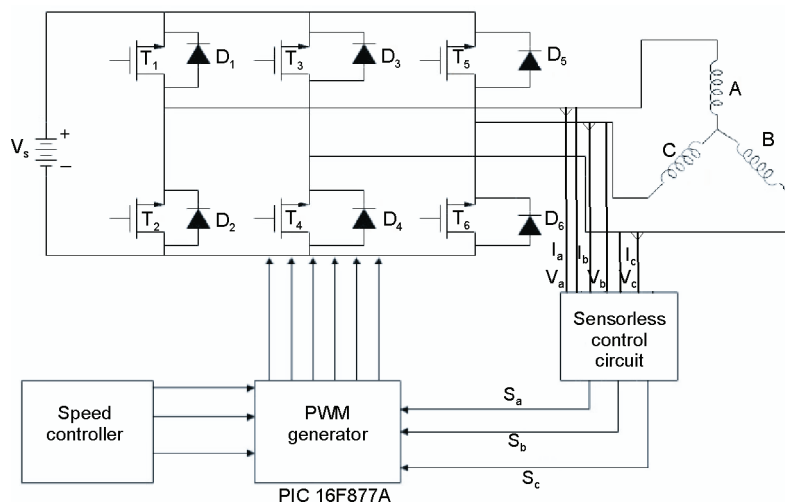 T1 D1 T3 D3 T5 D5
A
B
C
Vs + −
T2 D2 T4 D4 T6 D6
Ia Ib Ic
Va Vb Vc
Sensorless
control
circuit
Speed
controller
PWM
generator
Sa
Sb
Sc
PIC 16F877A